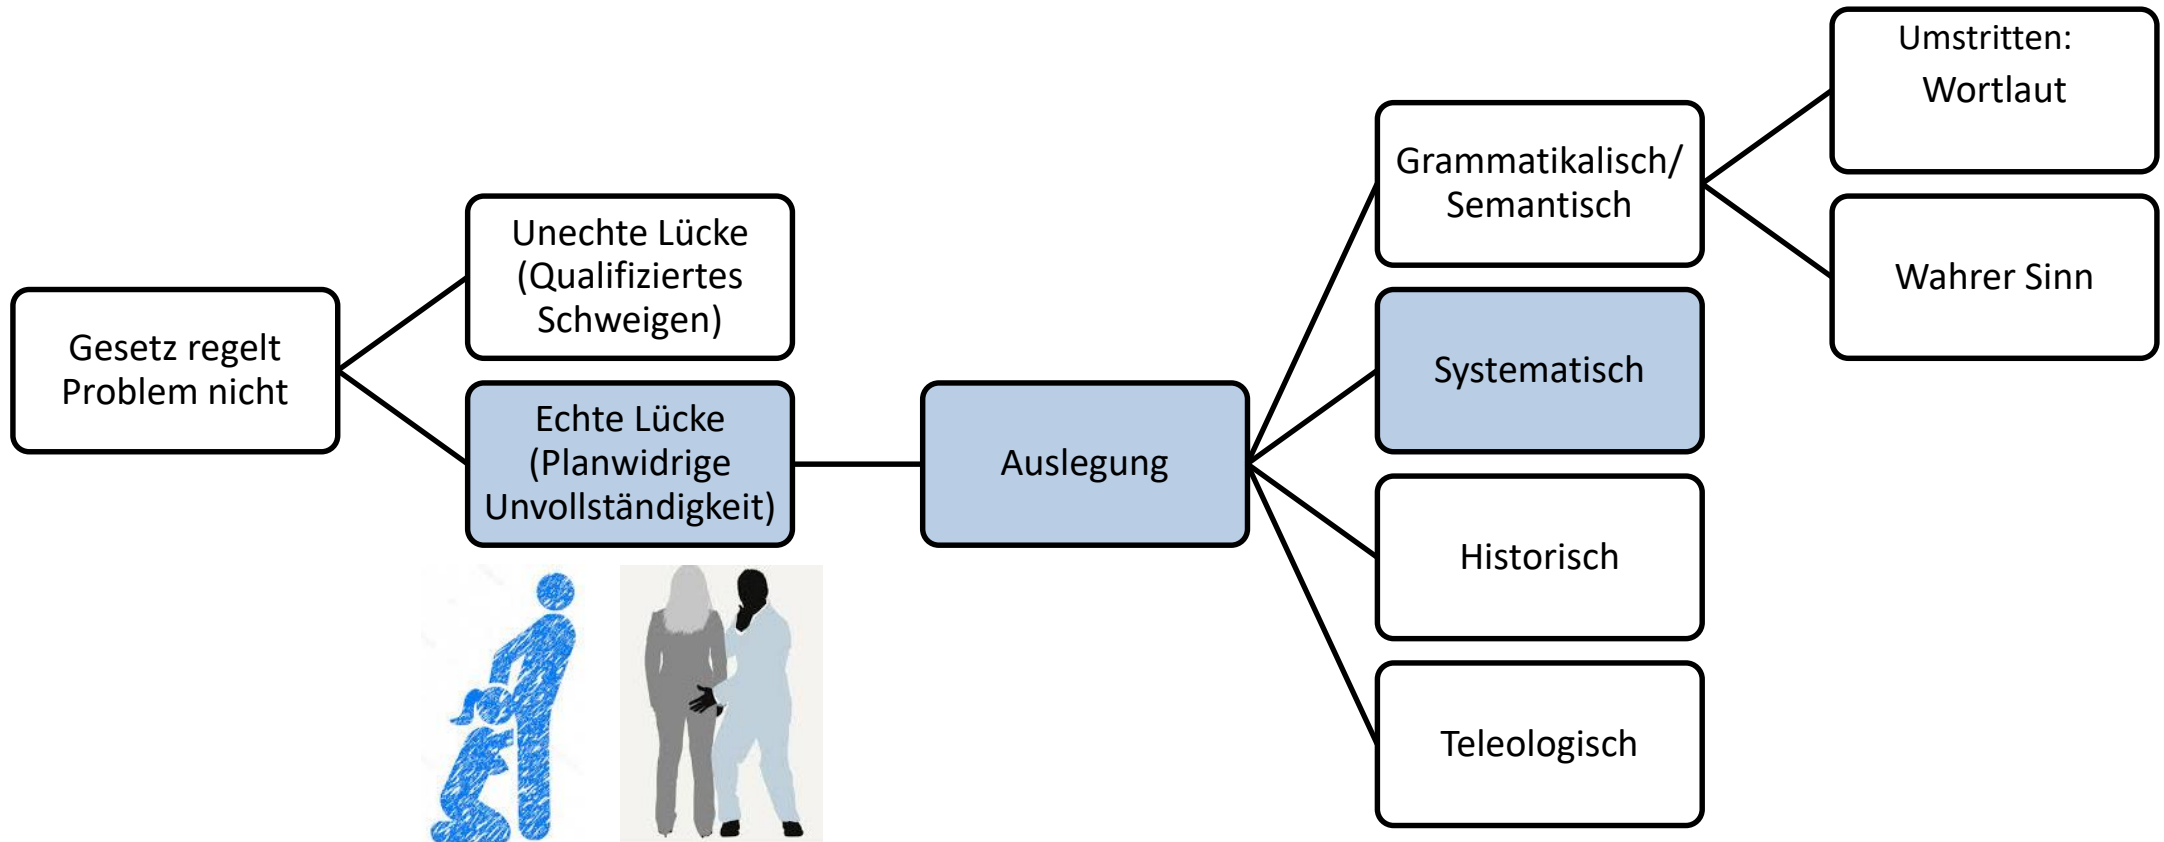 Gesetz regelt
Problem nicht
Unechte Lücke
(Qualifiziertes
Schweigen)
Echte Lücke
(Planwidrige
Unvollständigkeit)
Auslegung
Grammatikalisch/
Semantisch
Systematisch
Historisch
Teleologisch
Umstritten:
Wortlaut
Wahrer Sinn